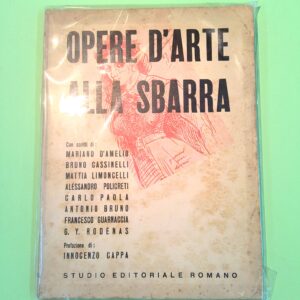 OPERE D'ARTE
ALLA SBARRA
Con scritti di:
MARIANO D'AMELIO
BRUNO CASSINELLI
MATTIA LIMONCELLI
ALESSANDRO POLICRETI
CARLO PAOLA
ANTONIO BRUNO
FRANCESCO GUARNACCIA
G. Y. RODENAS
Prefazione di:
INNOCENZO CAPPA
STUDIO EDITORIALE ROMANO